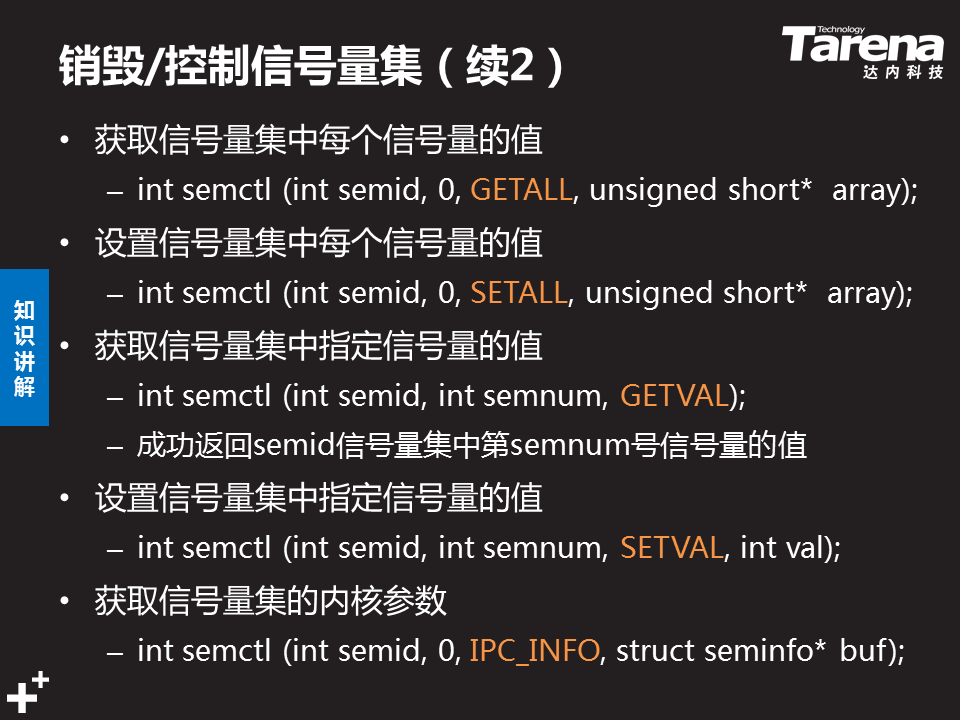 销毁/控制信号量集（续2）
Technology
Tarena
达内科技
• 获取信号量集中每个信号量的值
– int semctl (int semid, 0, GETALL, unsigned short* array);
• 设置信号量集中每个信号量的值
– int semctl (int semid, 0, SETALL, unsigned short* array);
知识讲解
• 获取信号量集中指定信号量的值
– int semctl (int semid, int semnum, GETVAL);
– 成功返回semid信号量集中第semnum号信号量的值
• 设置信号量集中指定信号量的值
– int semctl (int semid, int semnum, SETVAL, int val);
• 获取信号量集的内核参数
– int semctl (int semid, 0, IPC_INFO, struct seminfo* buf);